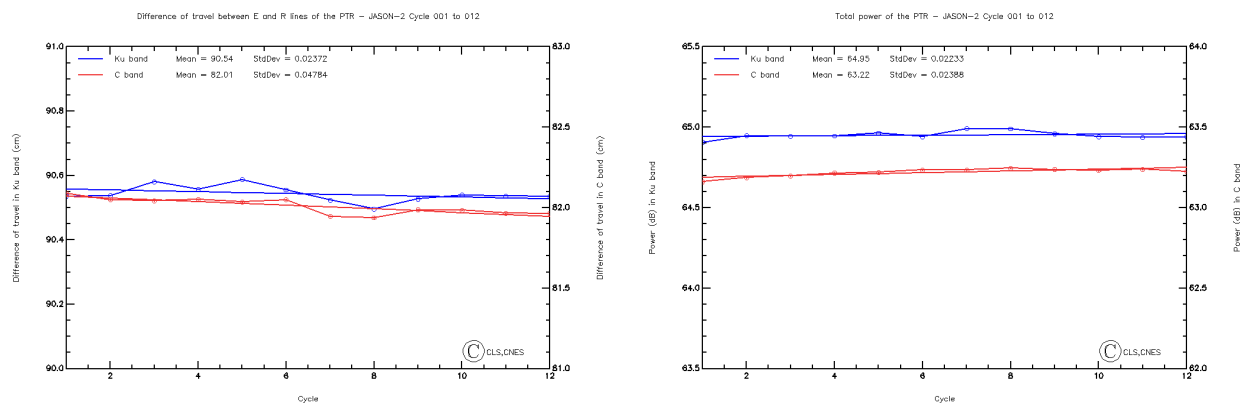 Difference of travel between E and R lines of the PTR - JASON-2 Cycle 001 to 012
91.0
90.8
90.6
90.4
90.2
90.0
Difference of travel in Ku band (cm)
Ku band Mean = 90.54 StdDev = 0.02372
C band Mean = 82.01 StdDev = 0.04784
83.0
82.5
82.0
81.5
81.0
Difference of travel in C band (cm)
© CLS,CNES
2 4 6 8 10 12
Cycle
Total power of the PTR - JASON-2 Cycle 001 to 012
65.5
65.0
64.5
64.0
63.5
Power (dB) in Ku band
Ku band Mean = 64.95 StdDev = 0.02233
C band Mean = 63.22 StdDev = 0.02388
64.0
63.5
63.0
62.5
62.0
Power (dB) in C band
© CLS,CNES
2 4 6 8 10 12
Cycle